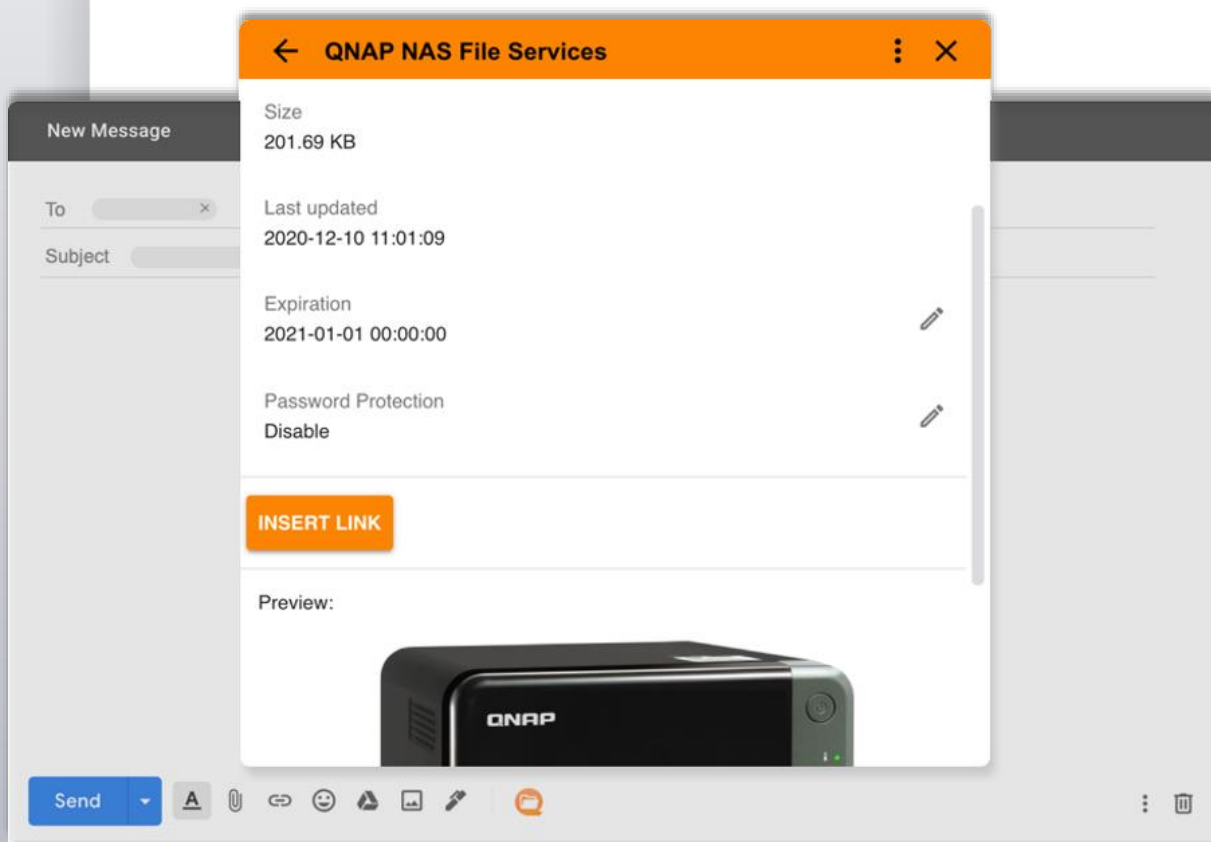 QNAP NAS File Services
New Message
Size
201.69 KB
To
Last updated
2020-12-10 11:01:09
Subject
Expiration
2021-01-01 00:00:00
Password Protection
Disable
INSERT LINK
Preview:
QNAP
Send
A